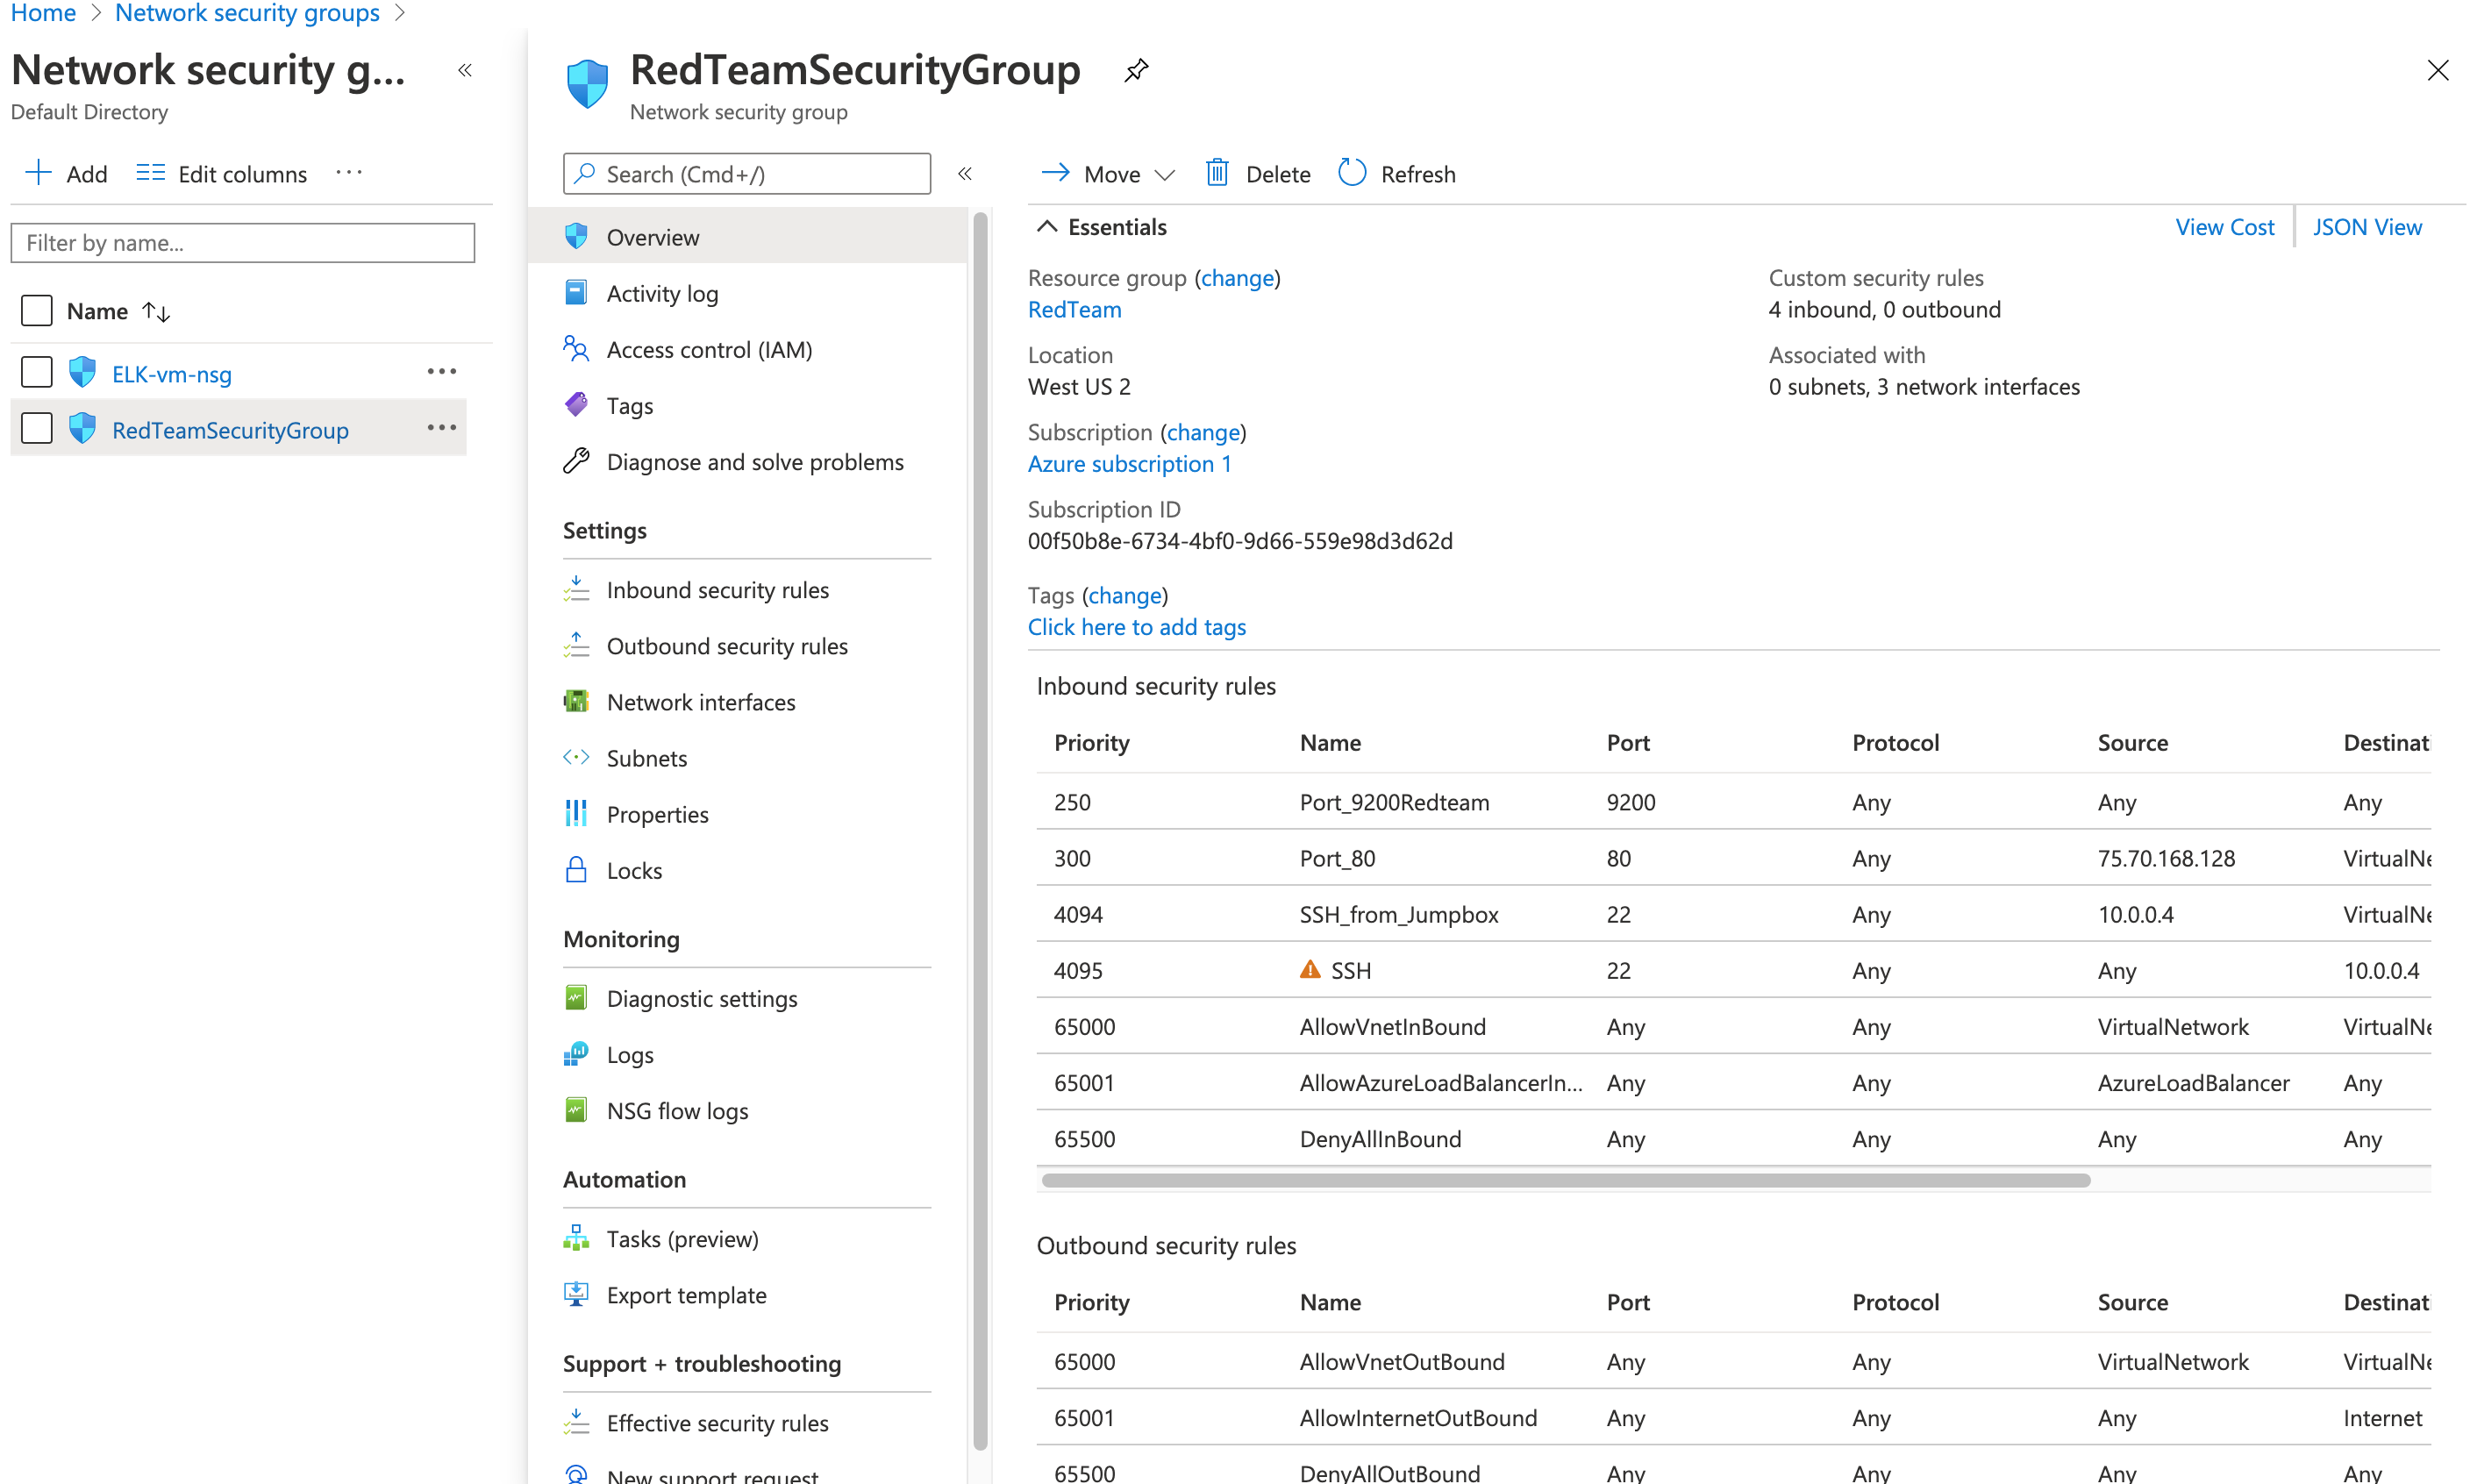 Home > Network security groups >
Network security g...
Default Directory
Add Edit columns ...
Filter by name...
Name ↑↓
ELK-vm-nsg ...
RedTeamSecurityGroup ...
RedTeamSecurityGroup
Network security group
Search (Cmd+/)
Overview
Activity log
Access control (IAM)
Tags
Diagnose and solve problems
Settings
Inbound security rules
Outbound security rules
Network interfaces
Subnets
Properties
Locks
Monitoring
Diagnostic settings
Logs
NSG flow logs
Automation
Tasks (preview)
Export template
Support + troubleshooting
Effective security rules
New support request
Move Delete Refresh
Essentials
View Cost JSON View
Resource group (change)
RedTeam
Location
West US 2
Subscription (change)
Azure subscription 1
Subscription ID
00f50b8e-6734-4bf0-9d66-559e98d3d62d
Tags (change)
Click here to add tags
Custom security rules
4 inbound, 0 outbound
Associated with
0 subnets, 3 network interfaces
Inbound security rules
Priority Name Port Protocol Source Destinati
250 Port_9200Redteam 9200 Any Any Any
300 Port_80 80 Any 75.70.168.128 VirtualNe
4094 SSH_from_Jumpbox 22 Any 10.0.0.4 VirtualNe
4095 SSH 22 Any Any 10.0.0.4
65000 AllowVnetInBound Any Any VirtualNetwork VirtualNe
65001 AllowAzureLoadBalancerIn... Any Any AzureLoadBalancer Any
65500 DenyAllInBound Any Any Any Any
Outbound security rules
Priority Name Port Protocol Source Destinati
65000 AllowVnetOutBound Any Any VirtualNetwork VirtualNe
65001 AllowInternetOutBound Any Any Any Internet
65500 DenyAllOutBound Any Any Any Any